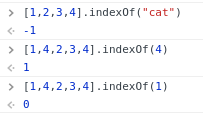 > [1,2,3,4].indexOf("cat")
< -1
> [1,4,2,3,4].indexOf(4)
< 1
> [1,4,2,3,4].indexOf(1)
< 0